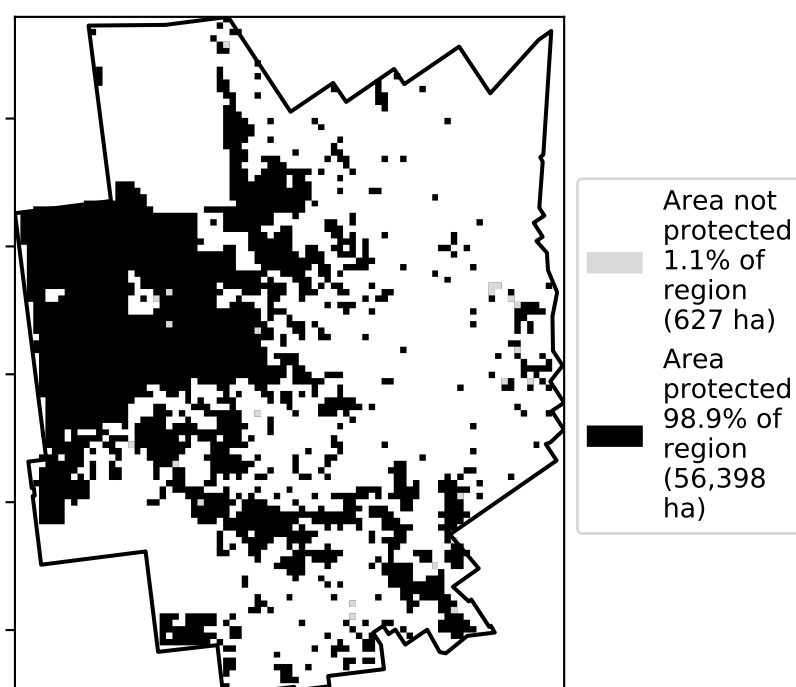 Area not
protected
1.1% of
region
(627 ha)
Area
protected
98.9% of
region
(56,398
ha)